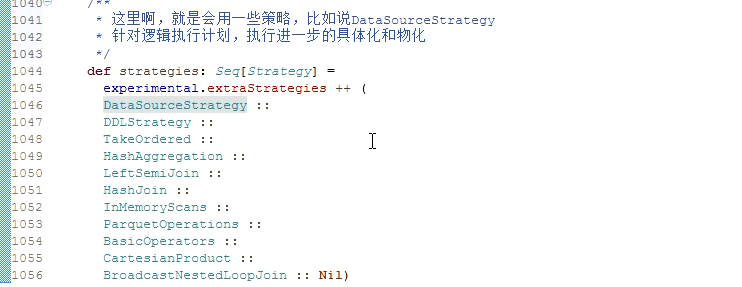 1040 /**
1041 * 这里啊，就是会用一些策略，比如说DataSourceStrategy
1042 * 针对逻辑执行计划，执行进一步的具体化和物化
1043 */
1044 def strategies: Seq[Strategy] =
1045 experimental.extraStrategies ++ (
1046 DataSourceStrategy ::
1047 DDLStrategy ::
1048 TakeOrdered ::
1049 HashAggregation ::
1050 LeftSemiJoin ::
1051 HashJoin ::
1052 InMemoryScans ::
1053 ParquetOperations ::
1054 BasicOperators ::
1055 CartesianProduct ::
1056 BroadcastNestedLoopJoin :: Nil)